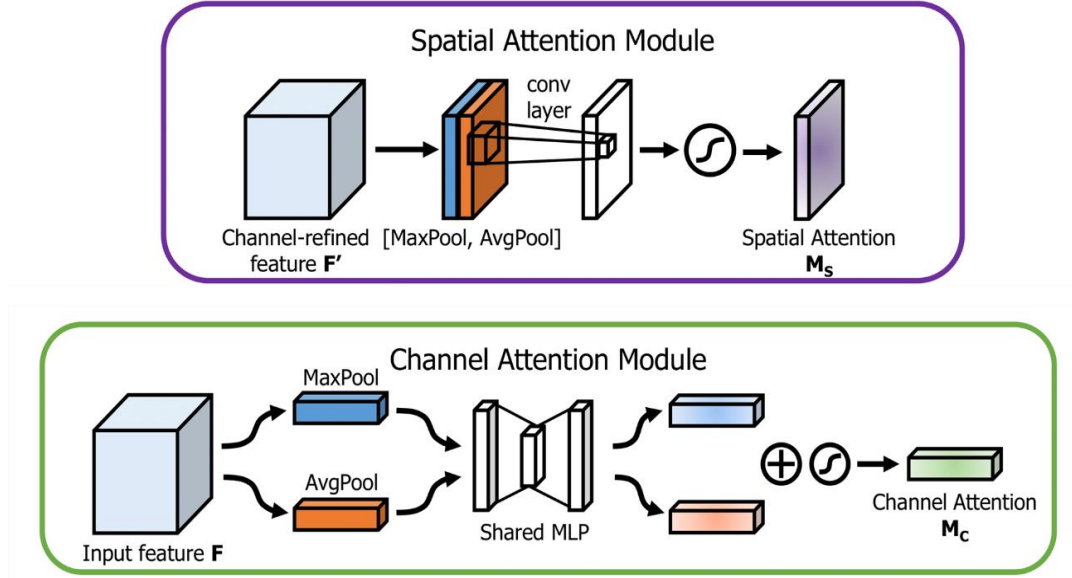 Spatial Attention Module
conv
layer
Channel-refined
feature F'
[MaxPool, AvgPool]
Spatial Attention
Ms
Channel Attention Module
MaxPool
AvgPool
Shared MLP
Input feature F
Channel Attention
Mc